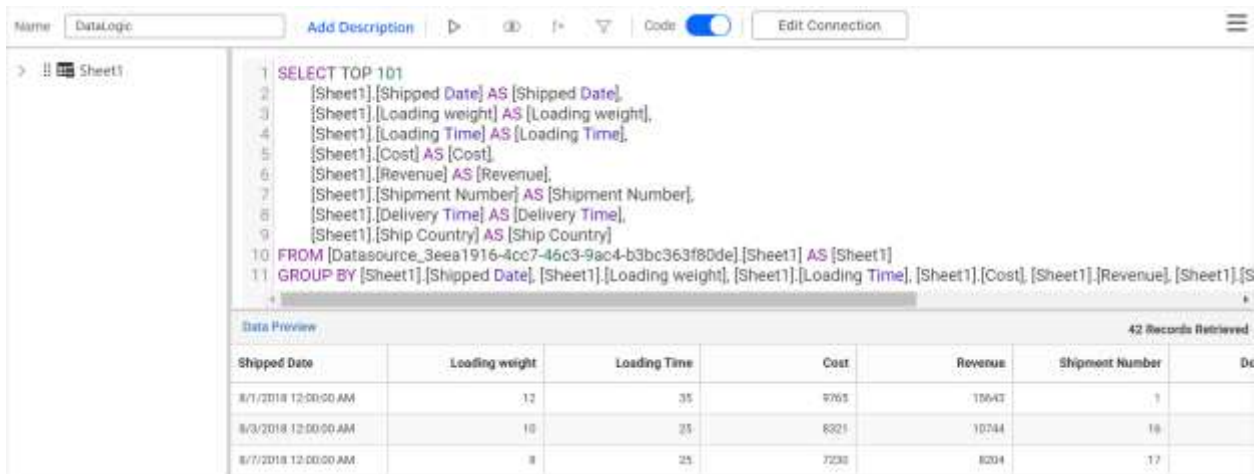 Name DataLogic Add Description Code Edit Connection
Sheet1
1 SELECT TOP 101
2 [Sheet1].[Shipped Date] AS [Shipped Date],
3 [Sheet1].[Loading weight] AS [Loading weight],
4 [Sheet1].[Loading Time] AS [Loading Time],
5 [Sheet1].[Cost] AS [Cost],
6 [Sheet1].[Revenue] AS [Revenue],
7 [Sheet1].[Shipment Number] AS [Shipment Number],
8 [Sheet1].[Delivery Time] AS [Delivery Time],
9 [Sheet1].[Ship Country] AS [Ship Country]
10 FROM [Datasource_3eea1916-4cc7-46c3-9ac4-b3bc363f80de].[Sheet1] AS [Sheet1]
11 GROUP BY [Sheet1].[Shipped Date], [Sheet1].[Loading weight], [Sheet1].[Loading Time], [Sheet1].[Cost], [Sheet1].[Revenue], [Sheet1].[S
Data Preview 42 Records Retrieved
Shipped Date Loading weight Loading Time Cost Revenue Shipment Number De
8/1/2018 12:00:00 AM 12 35 9765 15643 1
8/3/2018 12:00:00 AM 10 25 8321 10744 16
8/7/2018 12:00:00 AM 8 25 7230 8204 17